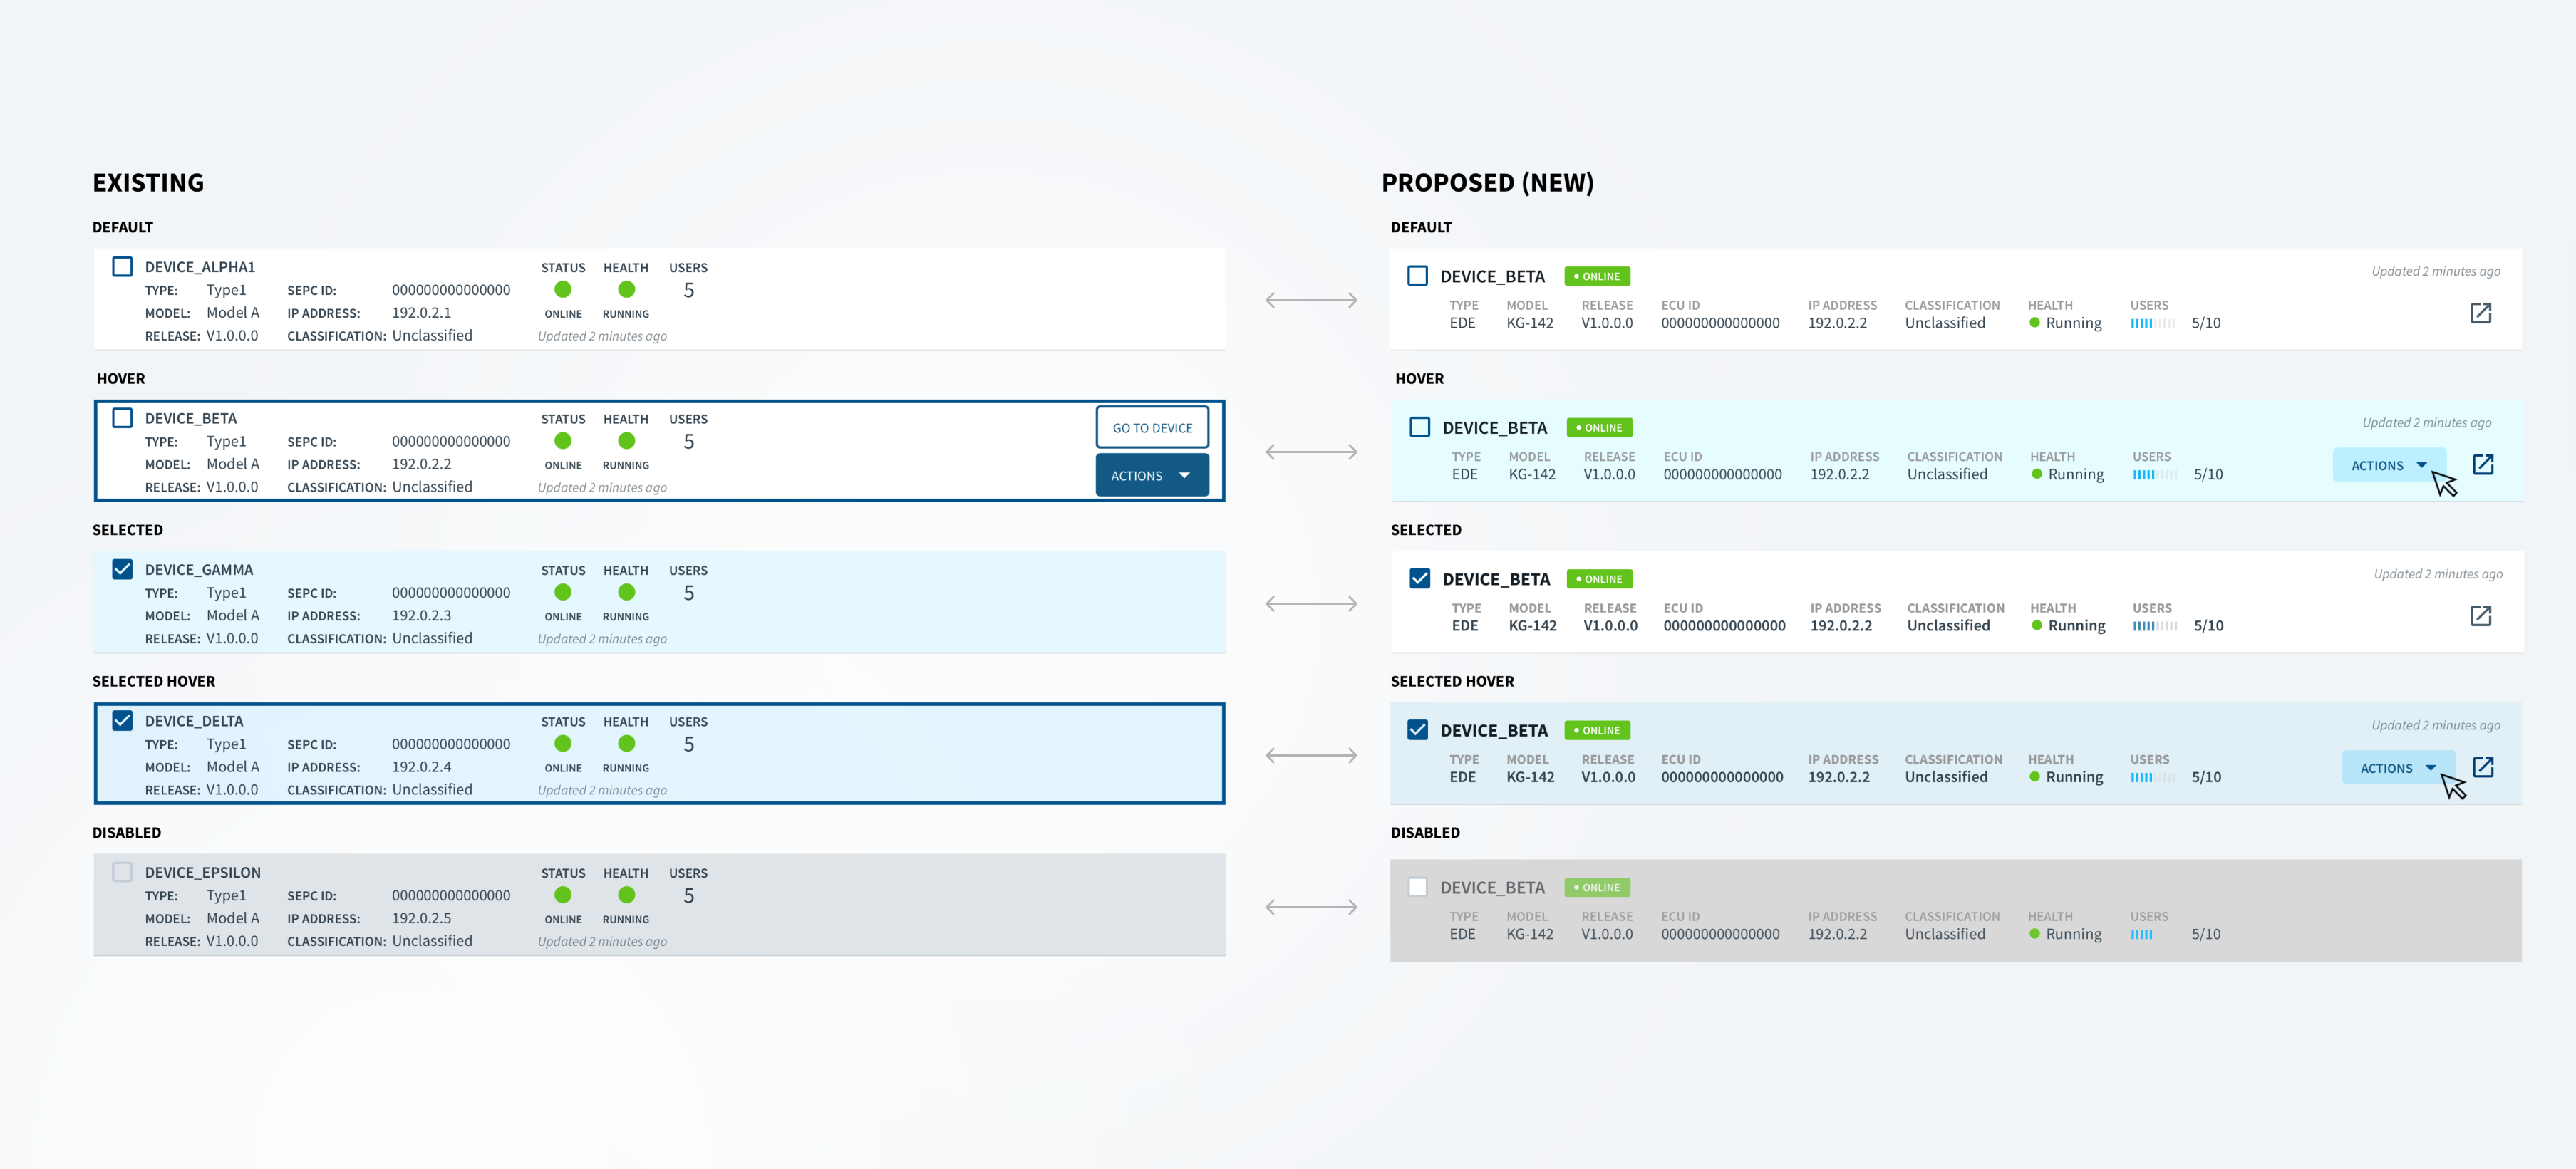 EXISTING
DEFAULT
DEVICE_ALPHA1 STATUS HEALTH USERS
TYPE: Type1 SEPC ID: 000000000000000 5
MODEL: Model A IP ADDRESS: 192.0.2.1 ONLINE RUNNING
RELEASE: V1.0.0.0 CLASSIFICATION: Unclassified Updated 2 minutes ago
HOVER
DEVICE_BETA STATUS HEALTH USERS GO TO DEVICE
TYPE: Type1 SEPC ID: 000000000000000 5
MODEL: Model A IP ADDRESS: 192.0.2.2 ONLINE RUNNING ACTIONS
RELEASE: V1.0.0.0 CLASSIFICATION: Unclassified Updated 2 minutes ago
SELECTED
DEVICE_GAMMA STATUS HEALTH USERS
TYPE: Type1 SEPC ID: 000000000000000 5
MODEL: Model A IP ADDRESS: 192.0.2.3 ONLINE RUNNING
RELEASE: V1.0.0.0 CLASSIFICATION: Unclassified Updated 2 minutes ago
SELECTED HOVER
DEVICE_DELTA STATUS HEALTH USERS
TYPE: Type1 SEPC ID: 000000000000000 5
MODEL: Model A IP ADDRESS: 192.0.2.4 ONLINE RUNNING
RELEASE: V1.0.0.0 CLASSIFICATION: Unclassified Updated 2 minutes ago
DISABLED
DEVICE_EPSILON STATUS HEALTH USERS
TYPE: Type1 SEPC ID: 000000000000000 5
MODEL: Model A IP ADDRESS: 192.0.2.5 ONLINE RUNNING
RELEASE: V1.0.0.0 CLASSIFICATION: Unclassified Updated 2 minutes ago
PROPOSED (NEW)
DEFAULT
DEVICE_BETA • ONLINE Updated 2 minutes ago
TYPE MODEL RELEASE ECU ID IP ADDRESS CLASSIFICATION HEALTH USERS
EDE KG-142 V1.0.0.0 000000000000000 192.0.2.2 Unclassified Running 5/10
HOVER
DEVICE_BETA • ONLINE Updated 2 minutes ago
TYPE MODEL RELEASE ECU ID IP ADDRESS CLASSIFICATION HEALTH USERS ACTIONS
EDE KG-142 V1.0.0.0 000000000000000 192.0.2.2 Unclassified Running 5/10
SELECTED
DEVICE_BETA • ONLINE Updated 2 minutes ago
TYPE MODEL RELEASE ECU ID IP ADDRESS CLASSIFICATION HEALTH USERS
EDE KG-142 V1.0.0.0 000000000000000 192.0.2.2 Unclassified Running 5/10
SELECTED HOVER
DEVICE_BETA • ONLINE Updated 2 minutes ago
TYPE MODEL RELEASE ECU ID IP ADDRESS CLASSIFICATION HEALTH USERS ACTIONS
EDE KG-142 V1.0.0.0 000000000000000 192.0.2.2 Unclassified Running 5/10
DISABLED
DEVICE_BETA • ONLINE
TYPE MODEL RELEASE ECU ID IP ADDRESS CLASSIFICATION HEALTH USERS
EDE KG-142 V1.0.0.0 000000000000000 192.0.2.2 Unclassified Running 5/10